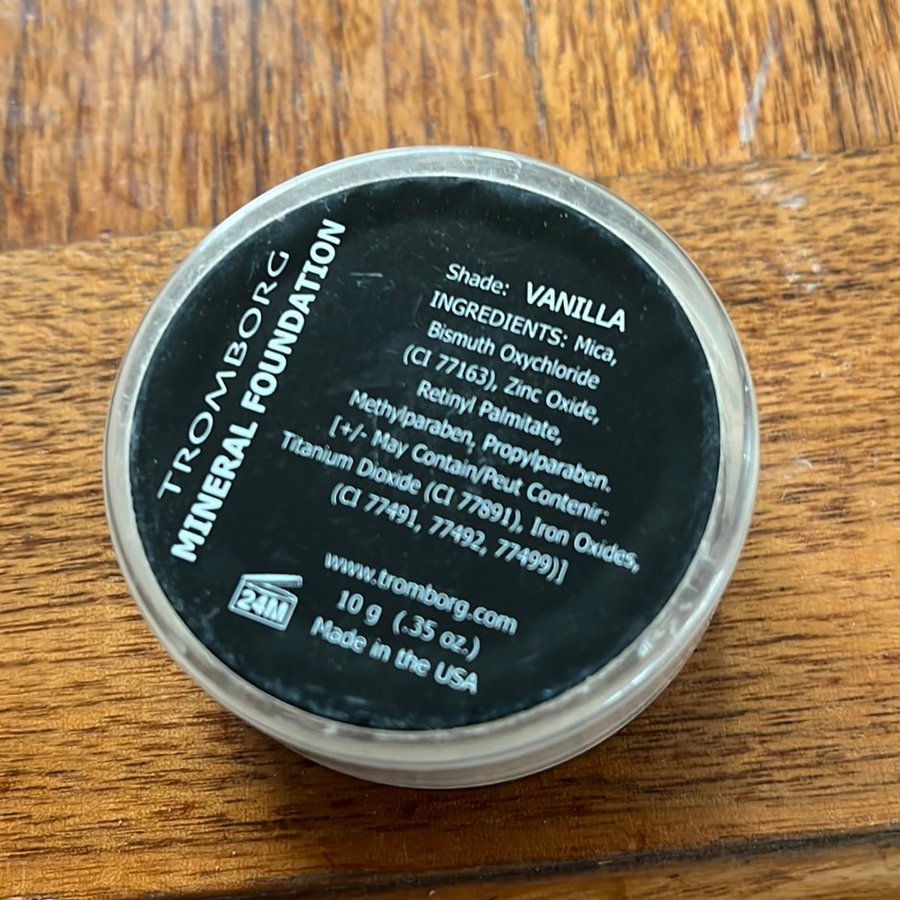 TROMBORG
MINERAL FOUNDATION
Shade: VANILLA
INGREDIENTS: Mica,
Bismuth Oxychloride
(CI 77163), Zinc Oxide,
Retinyl Palmitate,
Methylparaben, Propylparaben.
[+/- May Contain/Peut Contenir:
Titanium Dioxide (CI 77891), Iron Oxides,
(CI 77491, 77492, 77499)]
www.tromborg.com
10 g (.35 oz.)
Made in the USA
24M